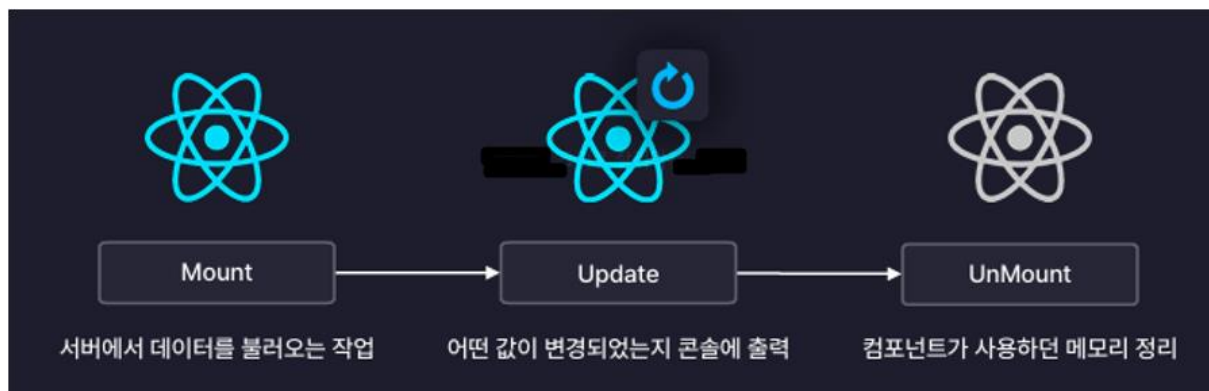 Mount
Update
UnMount
서버에서 데이터를 불러오는 작업
어떤 값이 변경되었는지 콘솔에 출력
컴포넌트가 사용하던 메모리 정리